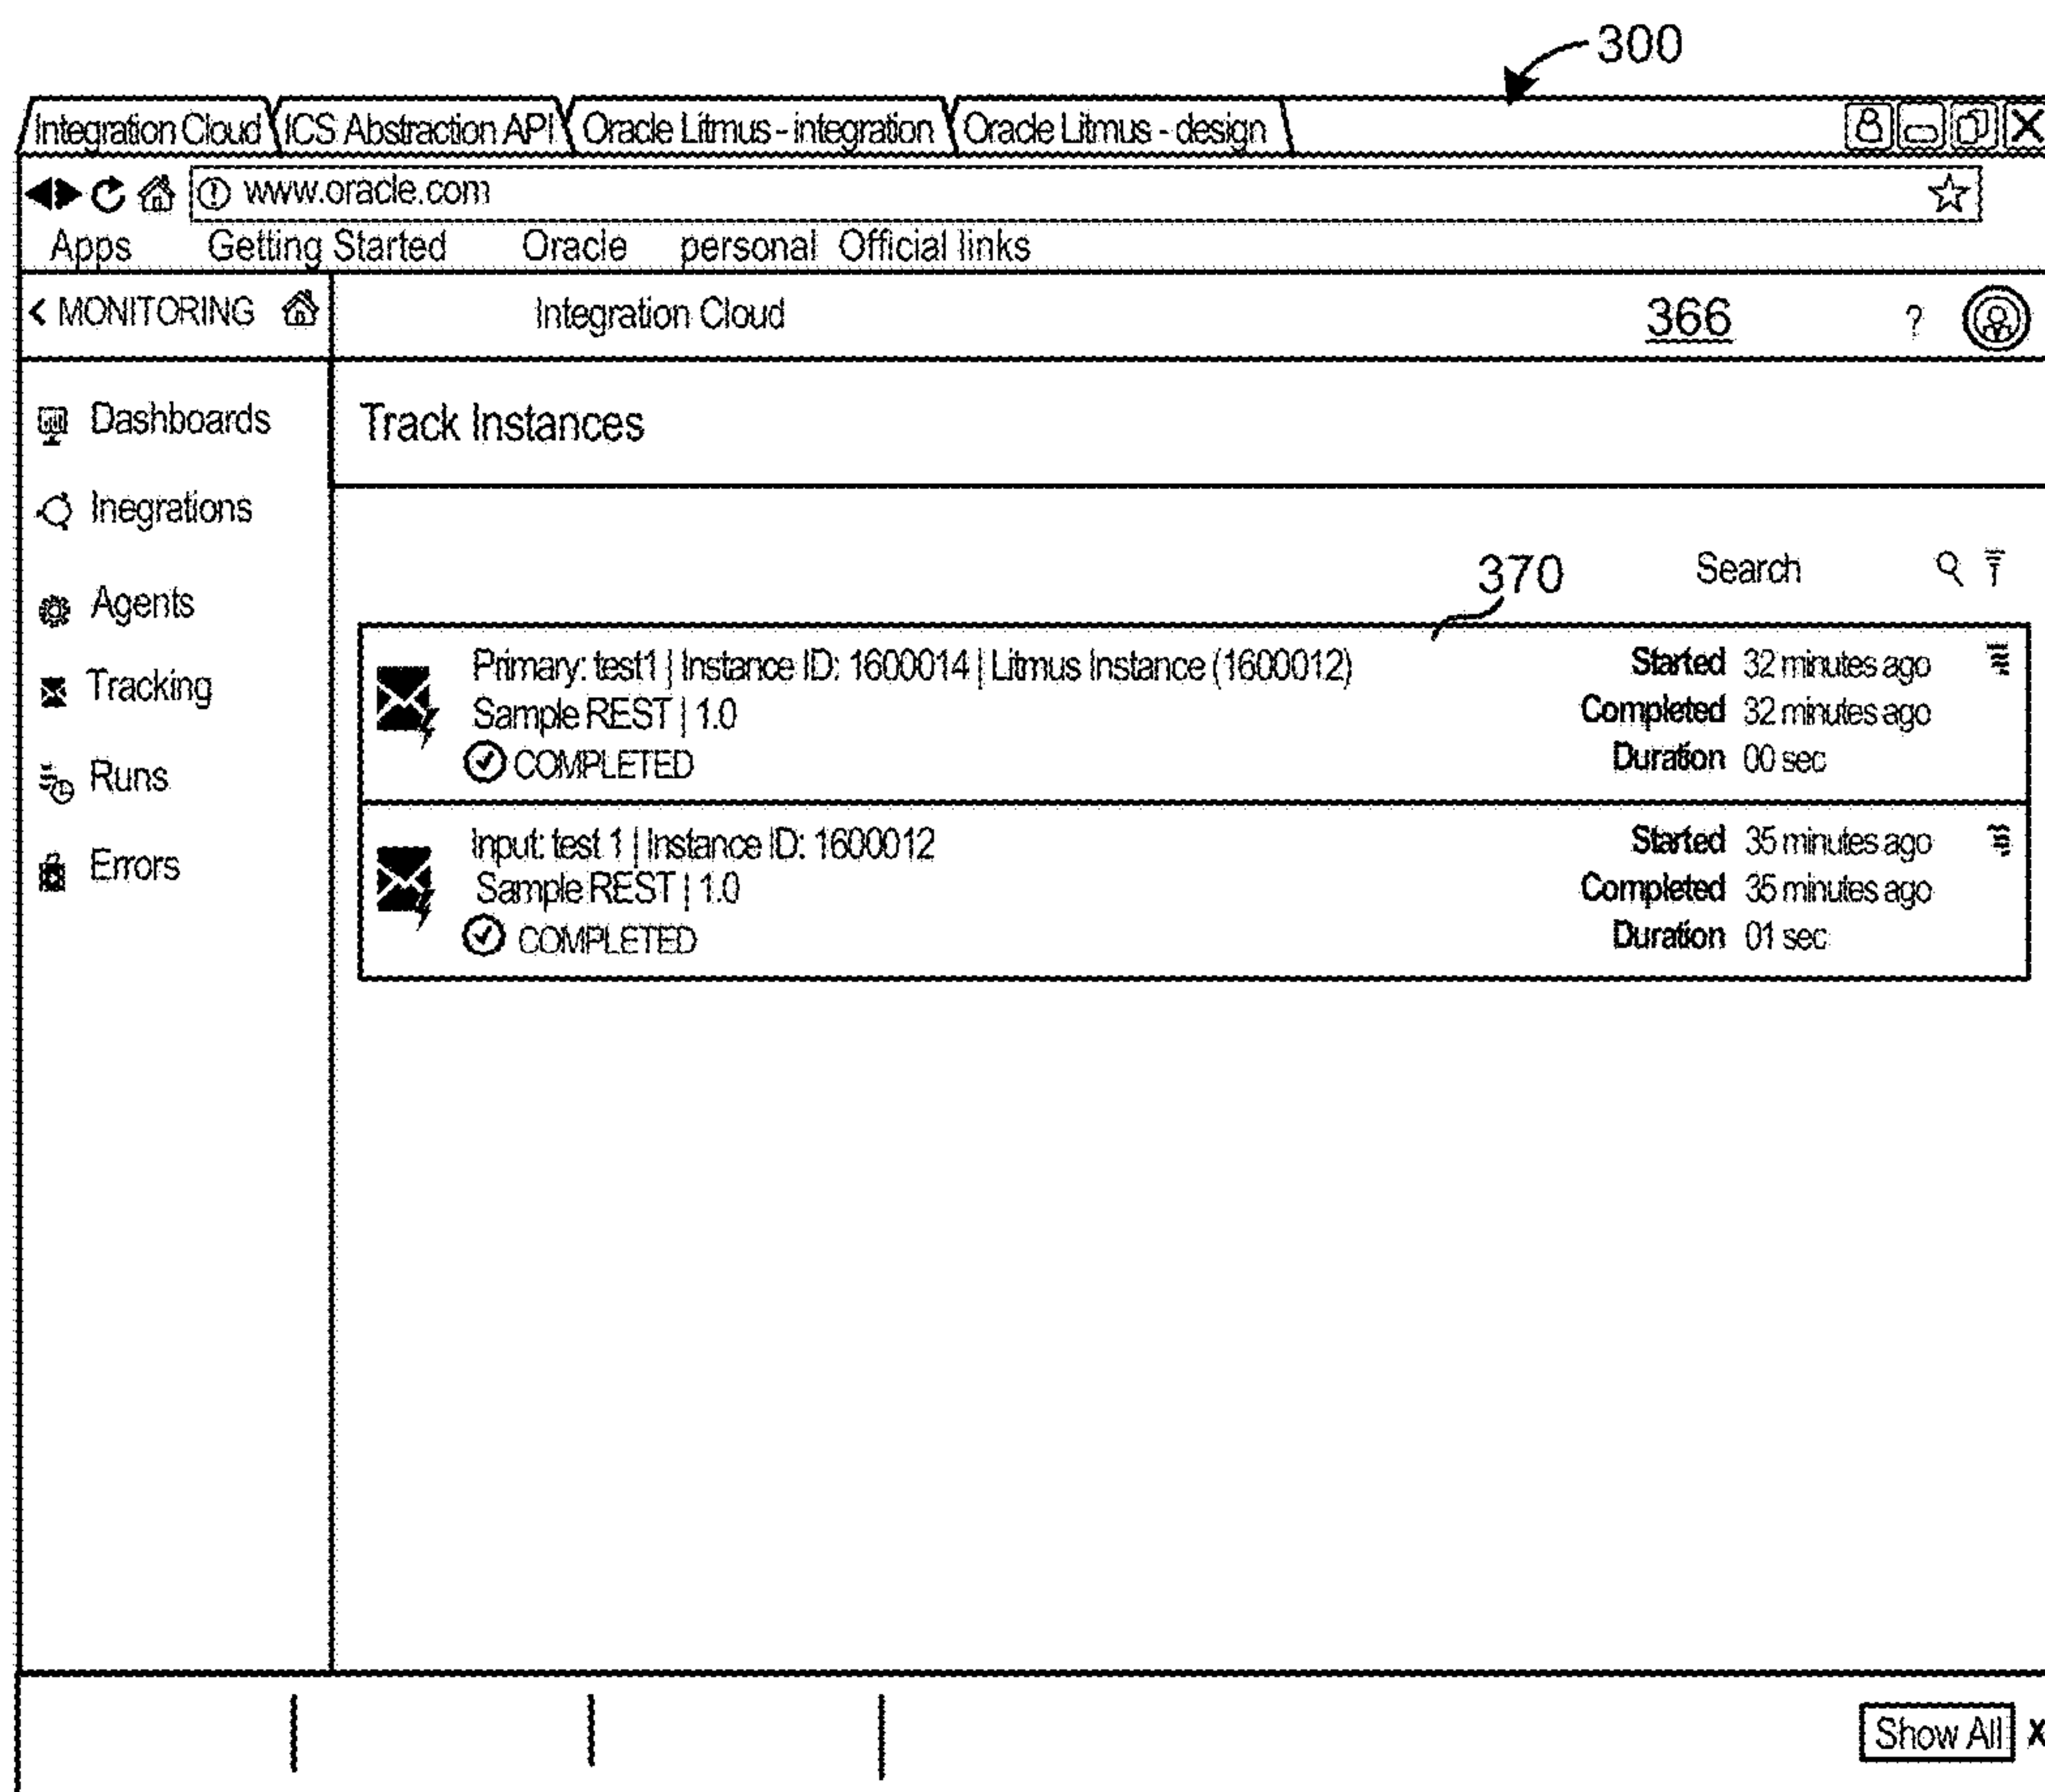 300
Integration Cloud ICS Abstraction API Oracle Litmus - integration Oracle Litmus - design
www.oracle.com
Apps Getting Started Oracle personal Official links
< MONITORING Integration Cloud 366 ?
Dashboards Track Instances
Inegrations
370 Search
Agents
Primary: test1 | Instance ID: 1600014 | Litmus Instance (1600012) Started 32 minutes ago
Tracking Sample REST | 1.0 Completed 32 minutes ago
Runs COMPLETED Duration 00 sec
Input: test 1 | Instance ID: 1600012 Started 35 minutes ago
Errors Sample REST | 1.0 Completed 35 minutes ago
COMPLETED Duration 01 sec
Show All X